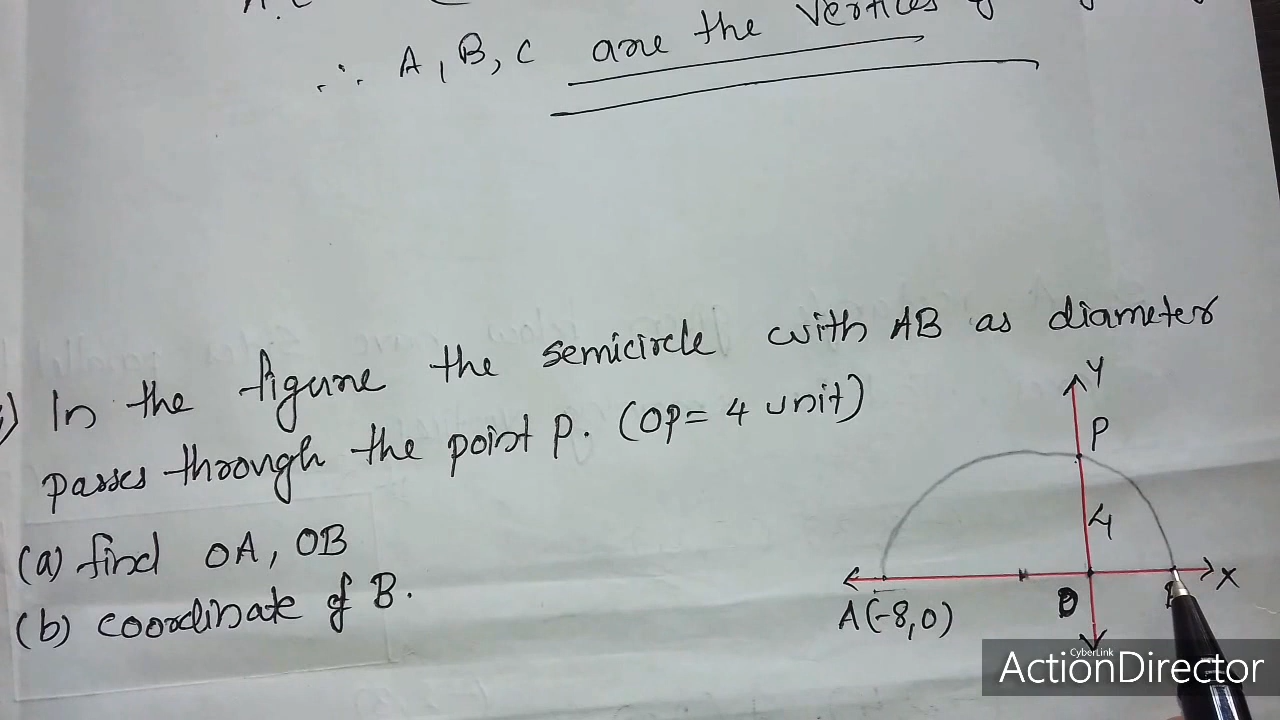 ∴ A, B, C are the vertices
In the figure the semicircle with AB as diameter
passes through the point P. (OP = 4 unit)
(a) find OA, OB
(b) coordinate of B.
Y
P
4
X
O
A(-8,0)
CyberLink
ActionDirector